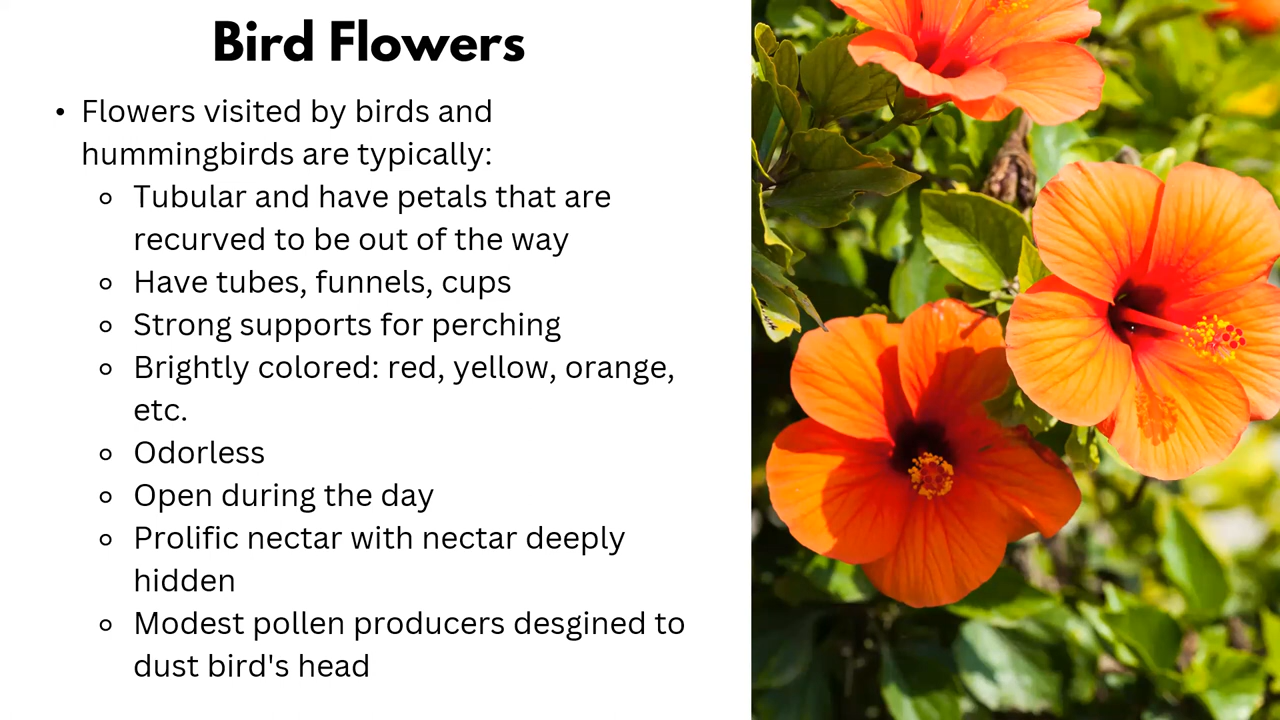 Bird Flowers
• Flowers visited by birds and
hummingbirds are typically:
◦ Tubular and have petals that are
recurved to be out of the way
◦ Have tubes, funnels, cups
◦ Strong supports for perching
◦ Brightly colored: red, yellow, orange,
etc.
◦ Odorless
◦ Open during the day
◦ Prolific nectar with nectar deeply
hidden
◦ Modest pollen producers desgined to
dust bird's head